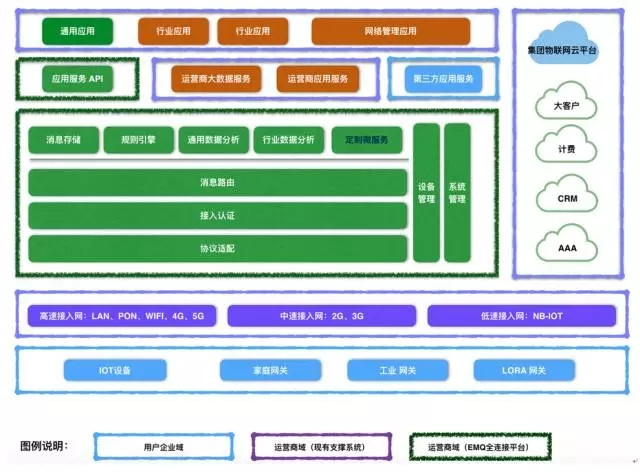 通用应用
行业应用
行业应用
网络管理应用
应用服务 API
运营商大数据服务
运营商应用服务
第三方应用服务
消息存储
规则引擎
通用数据分析
行业数据分析
定制微服务
消息路由
接入认证
协议适配
设备
管理
系统
管理
集团物联网云平台
大客户
计费
CRM
AAA
高速接入网：LAN、PON、WIFI、4G、5G
中速接入网：2G、3G
低速接入网：NB-IOT
IOT设备
家庭网关
工业 网关
LORA 网关
图例说明：
用户企业域
运营商域（现有支撑系统）
运营商域（EMQ全连接平台）